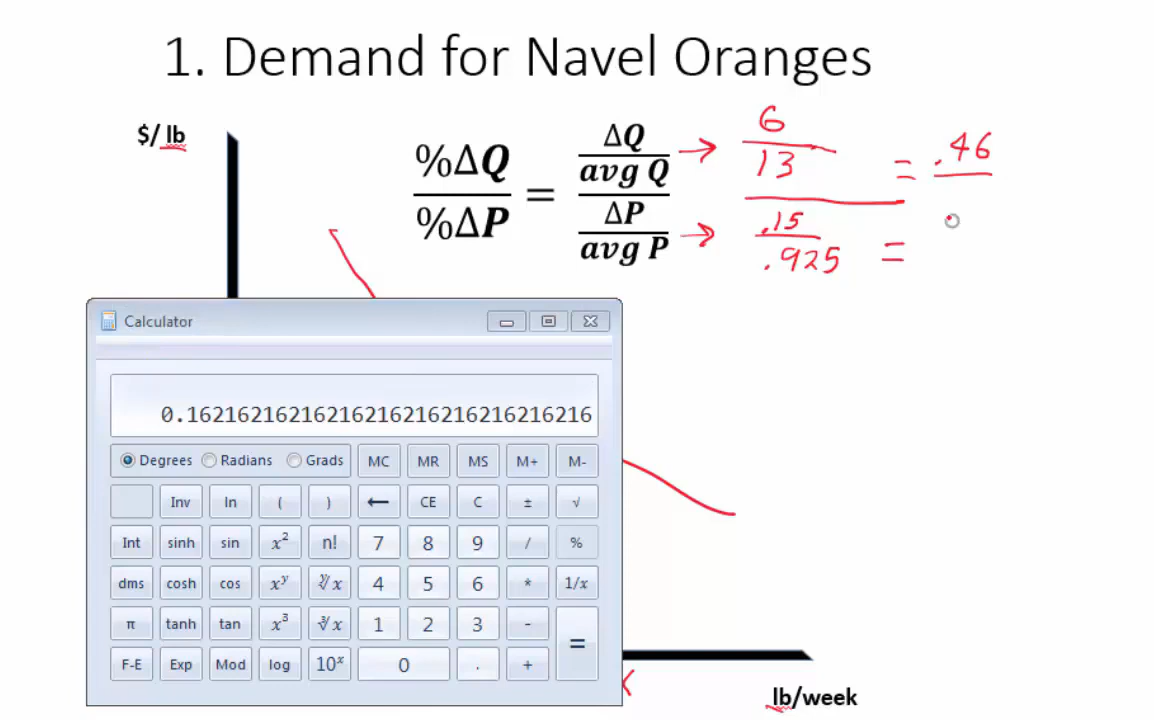 1. Demand for Navel Oranges
$/ lb
%ΔQ
%ΔP
=
ΔQ
avg Q
ΔP
avg P
→ 6
13
= .46
→ .15
.925
=
Calculator
0.16216216216216216216216216216216
Degrees Radians Grads MC MR MS M+ M-
Inv ln ( ) ← CE C ± √
Int sinh sin x² n! 7 8 9 / %
dms cosh cos xʸ ʸ√x 4 5 6 * 1/x
π tanh tan x³ ³√x 1 2 3 - =
F-E Exp Mod log 10ˣ 0 . +
lb/week